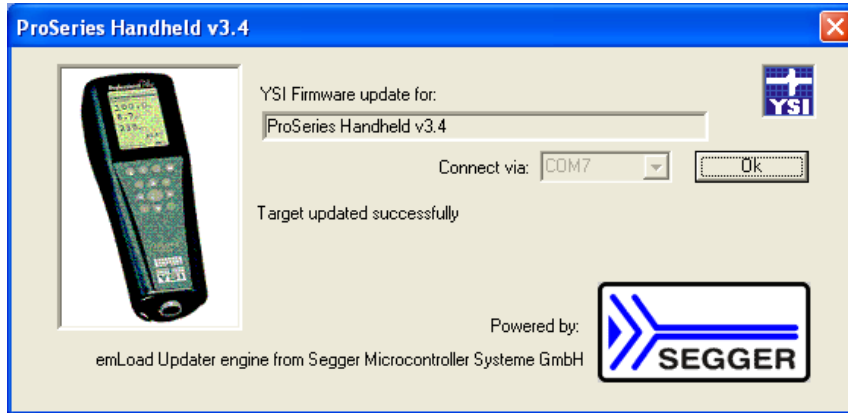 ProSeries Handheld v3.4
YSI Firmware update for:
YSI
ProSeries Handheld v3.4
Connect via: COM7 Ok
Target updated successfully
YSI
Powered by:
SEGGER
emLoad Updater engine from Segger Microcontroller Systeme GmbH